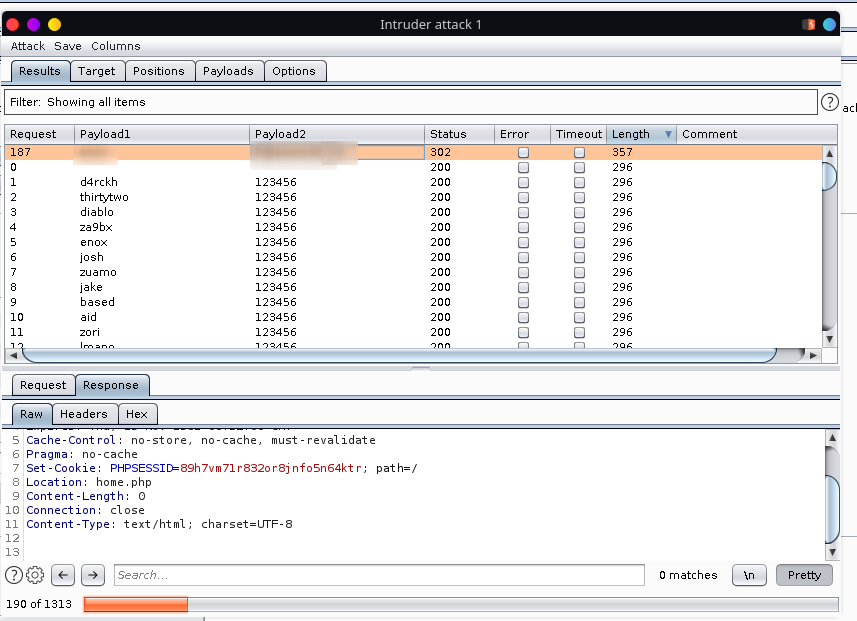 Intruder attack 1
Attack Save Columns
Results Target Positions Payloads Options
Filter: Showing all items
?
ack
Request Payload1 Payload2 Status Error Timeout Length Comment
187 302 357
0 200 296
1 d4rckh 123456 200 296
2 thirtytwo 123456 200 296
3 diablo 123456 200 296
4 za9bx 123456 200 296
5 enox 123456 200 296
6 josh 123456 200 296
7 zuamo 123456 200 296
8 jake 123456 200 296
9 based 123456 200 296
10 aid 123456 200 296
11 zori 123456 200 296
12 lmano 123456 200 296
Request Response
Raw Headers Hex
5 Cache-Control: no-store, no-cache, must-revalidate
6 Pragma: no-cache
7 Set-Cookie: PHPSESSID=89h7vm71r832or8jnfo5n64ktr; path=/
8 Location: home.php
9 Content-Length: 0
10 Connection: close
11 Content-Type: text/html; charset=UTF-8
12
13
? Search... 0 matches \n Pretty
190 of 1313